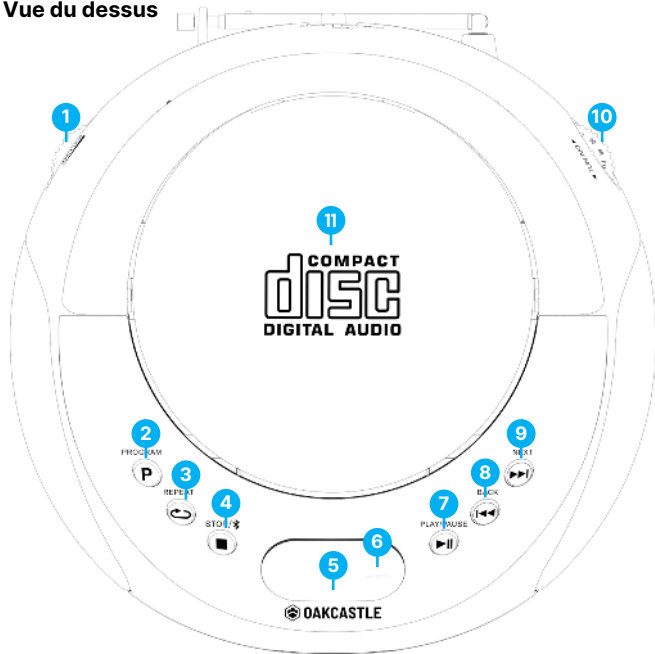 Vue du dessus
1
10
11
COMPACT
disc
DIGITAL AUDIO
2
9
PROGRAM
NEXT
P
3
8
REPEAT
BACK
4
7
STOP/
PLAY/PAUSE
6
5
OAKCASTLE